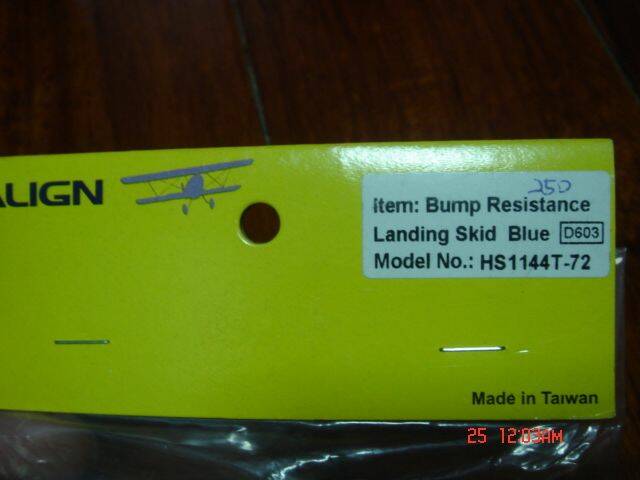 ALIGN
250
Item: Bump Resistance
Landing Skid Blue D603
Model No.: HS1144T-72
Made in Taiwan
25 12:03AM